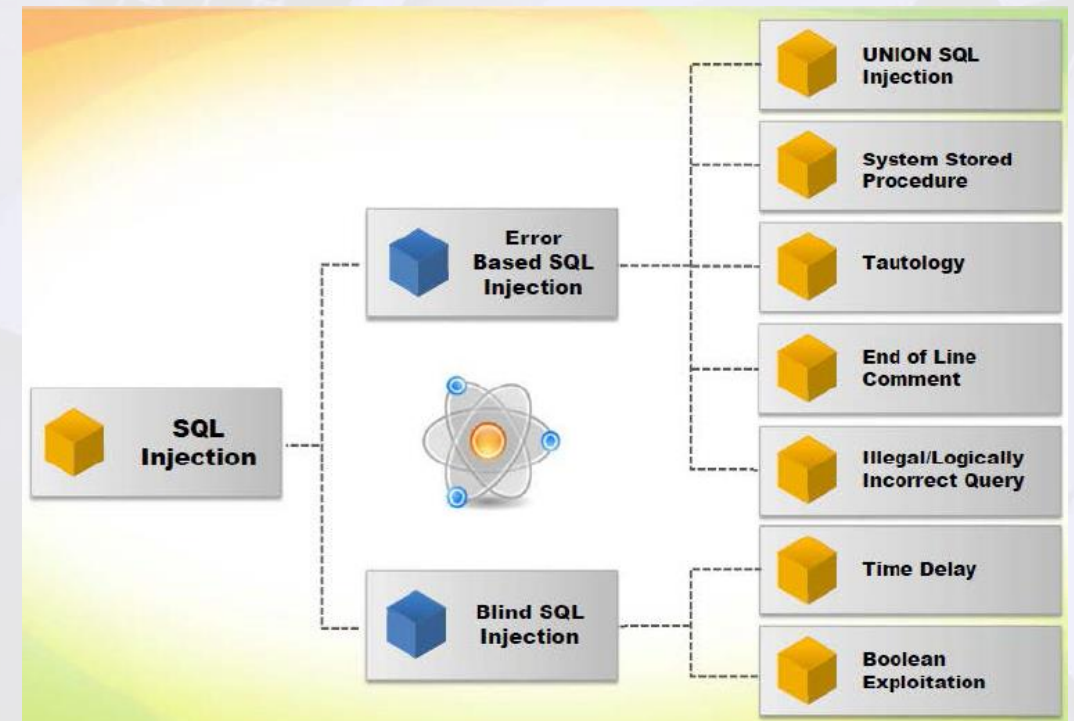 SQL
Injection
Error
Based SQL
Injection
Blind SQL
Injection
UNION SQL
Injection
System Stored
Procedure
Tautology
End of Line
Comment
Illegal/Logically
Incorrect Query
Time Delay
Boolean
Exploitation